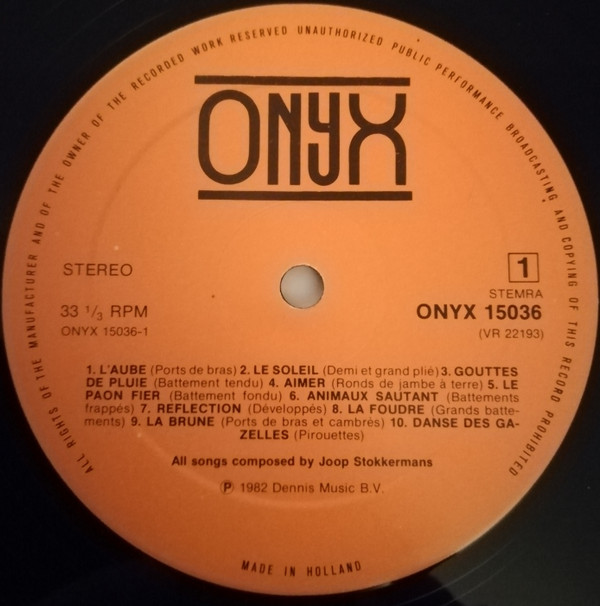 ALL RIGHTS OF THE MANUFACTURER AND OF THE OWNER OF THE RECORDED WORK RESERVED UNAUTHORIZED PUBLIC PERFORMANCE BROADCASTING AND COPYING OF THIS RECORD PROHIBITED
ONYX
STEREO
1
STEMRA
33 1/3 RPM
ONYX 15036
ONYX 15036-1
(VR 22193)
1. L'AUBE (Ports de bras) 2. LE SOLEIL (Demi et grand plié) 3. GOUTTES
DE PLUIE (Battement tendu) 4. AIMER (Ronds de jambe à terre) 5. LE
PAON FIER (Battement fondu) 6. ANIMAUX SAUTANT (Battements
frappés) 7. REFLECTION (Développés) 8. LA FOUDRE (Grands batte-
ments) 9. LA BRUNE (Ports de bras et cambrés) 10. DANSE DES GA-
ZELLES (Pirouettes)
All songs composed by Joop Stokkermans
℗ 1982 Dennis Music B.V.
MADE IN HOLLAND